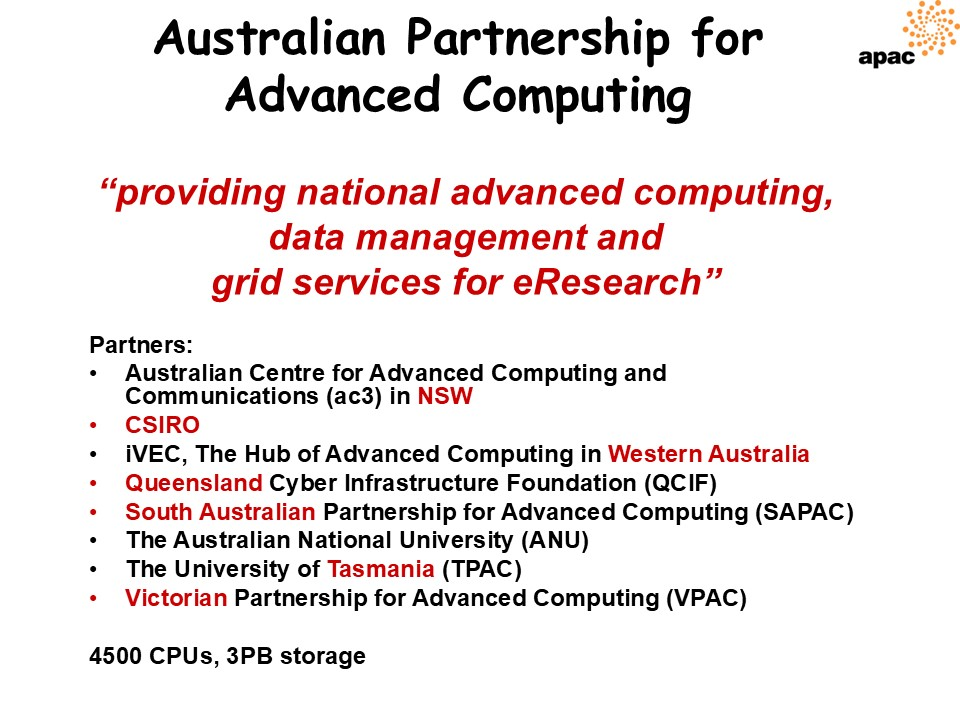 Australian Partnership for
Advanced Computing
apac
“providing national advanced computing,
data management and
grid services for eResearch”
Partners:
• Australian Centre for Advanced Computing and
Communications (ac3) in NSW
• CSIRO
• iVEC, The Hub of Advanced Computing in Western Australia
• Queensland Cyber Infrastructure Foundation (QCIF)
• South Australian Partnership for Advanced Computing (SAPAC)
• The Australian National University (ANU)
• The University of Tasmania (TPAC)
• Victorian Partnership for Advanced Computing (VPAC)
4500 CPUs, 3PB storage